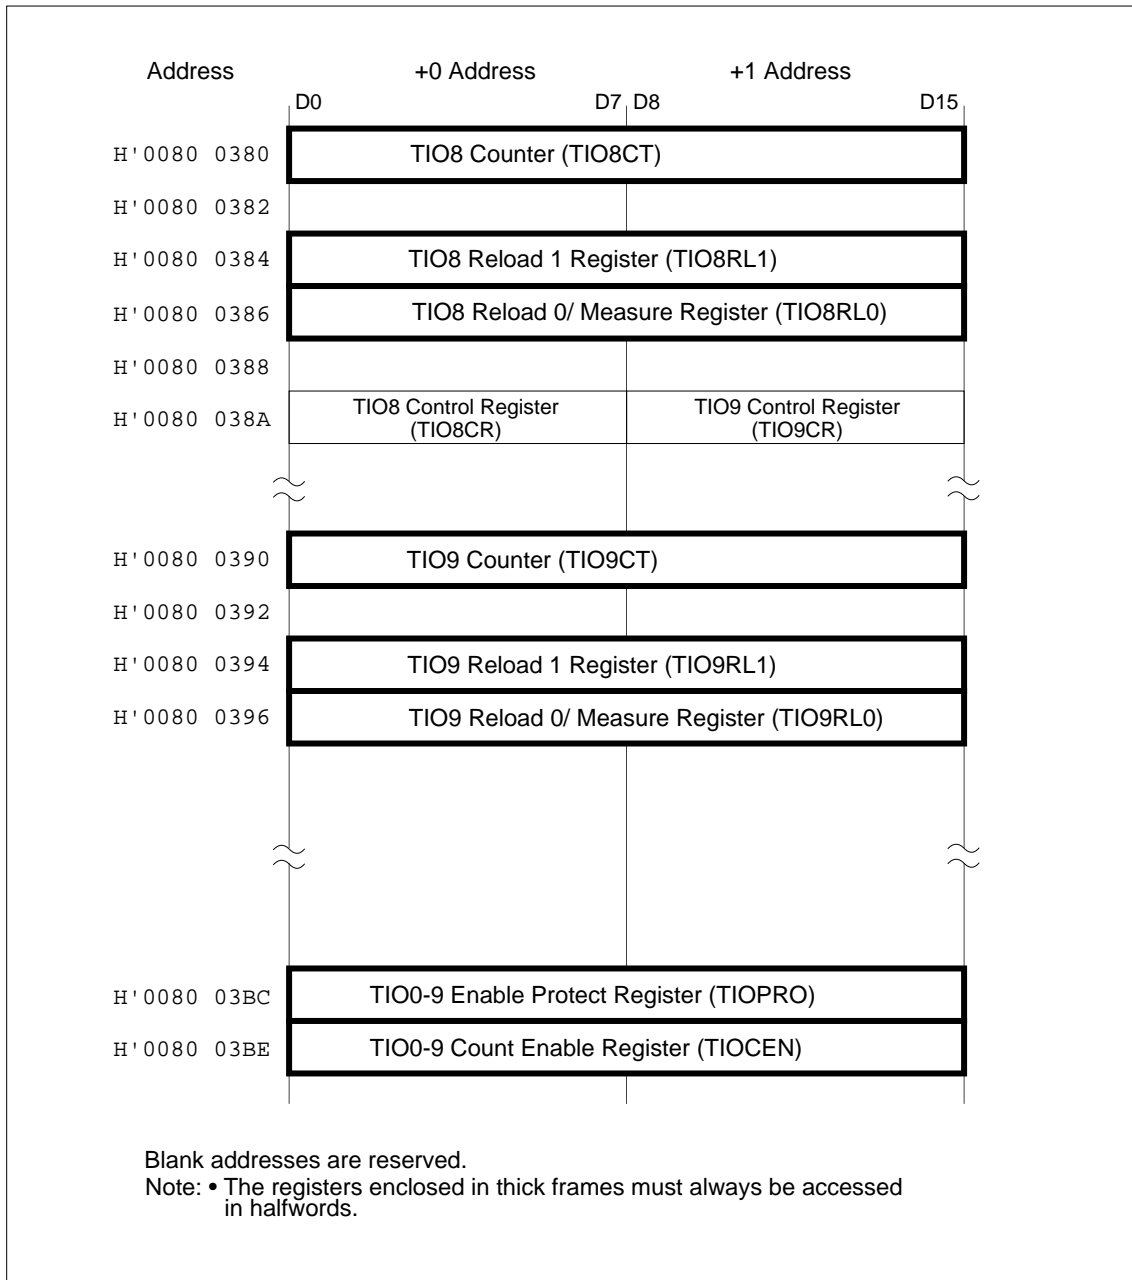 Address +0 Address +1 Address
D0 D7 D8 D15
H'0080 0380 TIO8 Counter (TIO8CT)
H'0080 0382
H'0080 0384 TIO8 Reload 1 Register (TIO8RL1)
H'0080 0386 TIO8 Reload 0/ Measure Register (TIO8RL0)
H'0080 0388
H'0080 038A TIO8 Control Register (TIO8CR) TIO9 Control Register (TIO9CR)
H'0080 0390 TIO9 Counter (TIO9CT)
H'0080 0392
H'0080 0394 TIO9 Reload 1 Register (TIO9RL1)
H'0080 0396 TIO9 Reload 0/ Measure Register (TIO9RL0)
H'0080 03BC TIO0-9 Enable Protect Register (TIOPRO)
H'0080 03BE TIO0-9 Count Enable Register (TIOCEN)
Blank addresses are reserved.
Note: • The registers enclosed in thick frames must always be accessed
in halfwords.